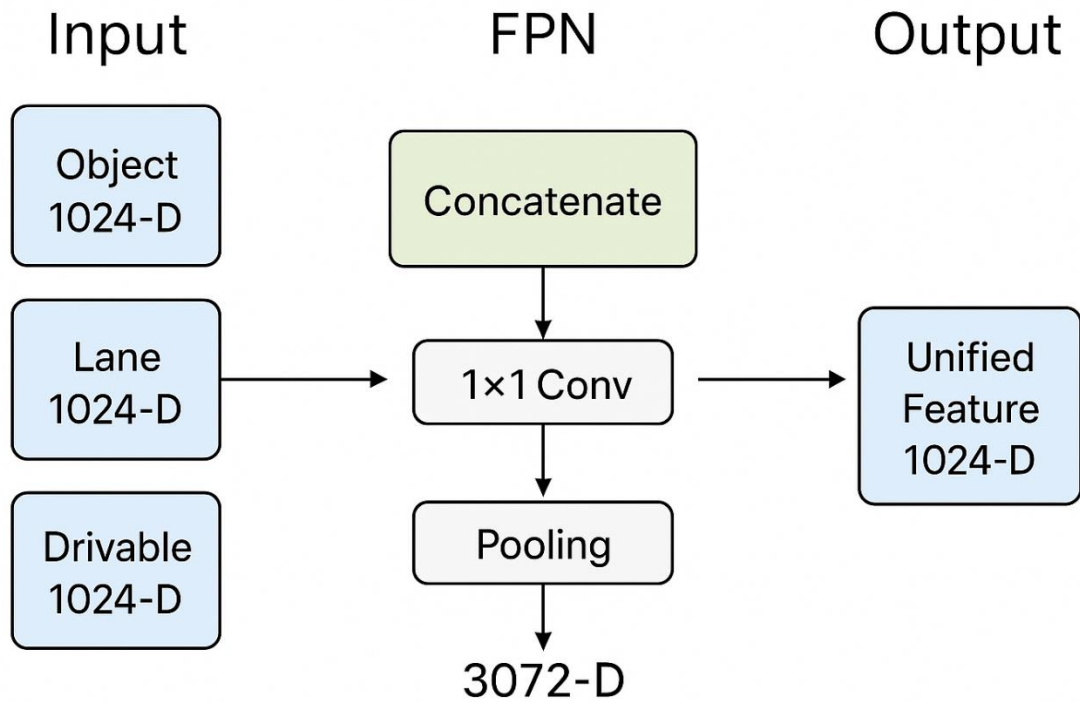 Input
FPN
Output
Object
1024-D
Lane
1024-D
Drivable
1024-D
Concatenate
1×1 Conv
Pooling
3072-D
Unified
Feature
1024-D